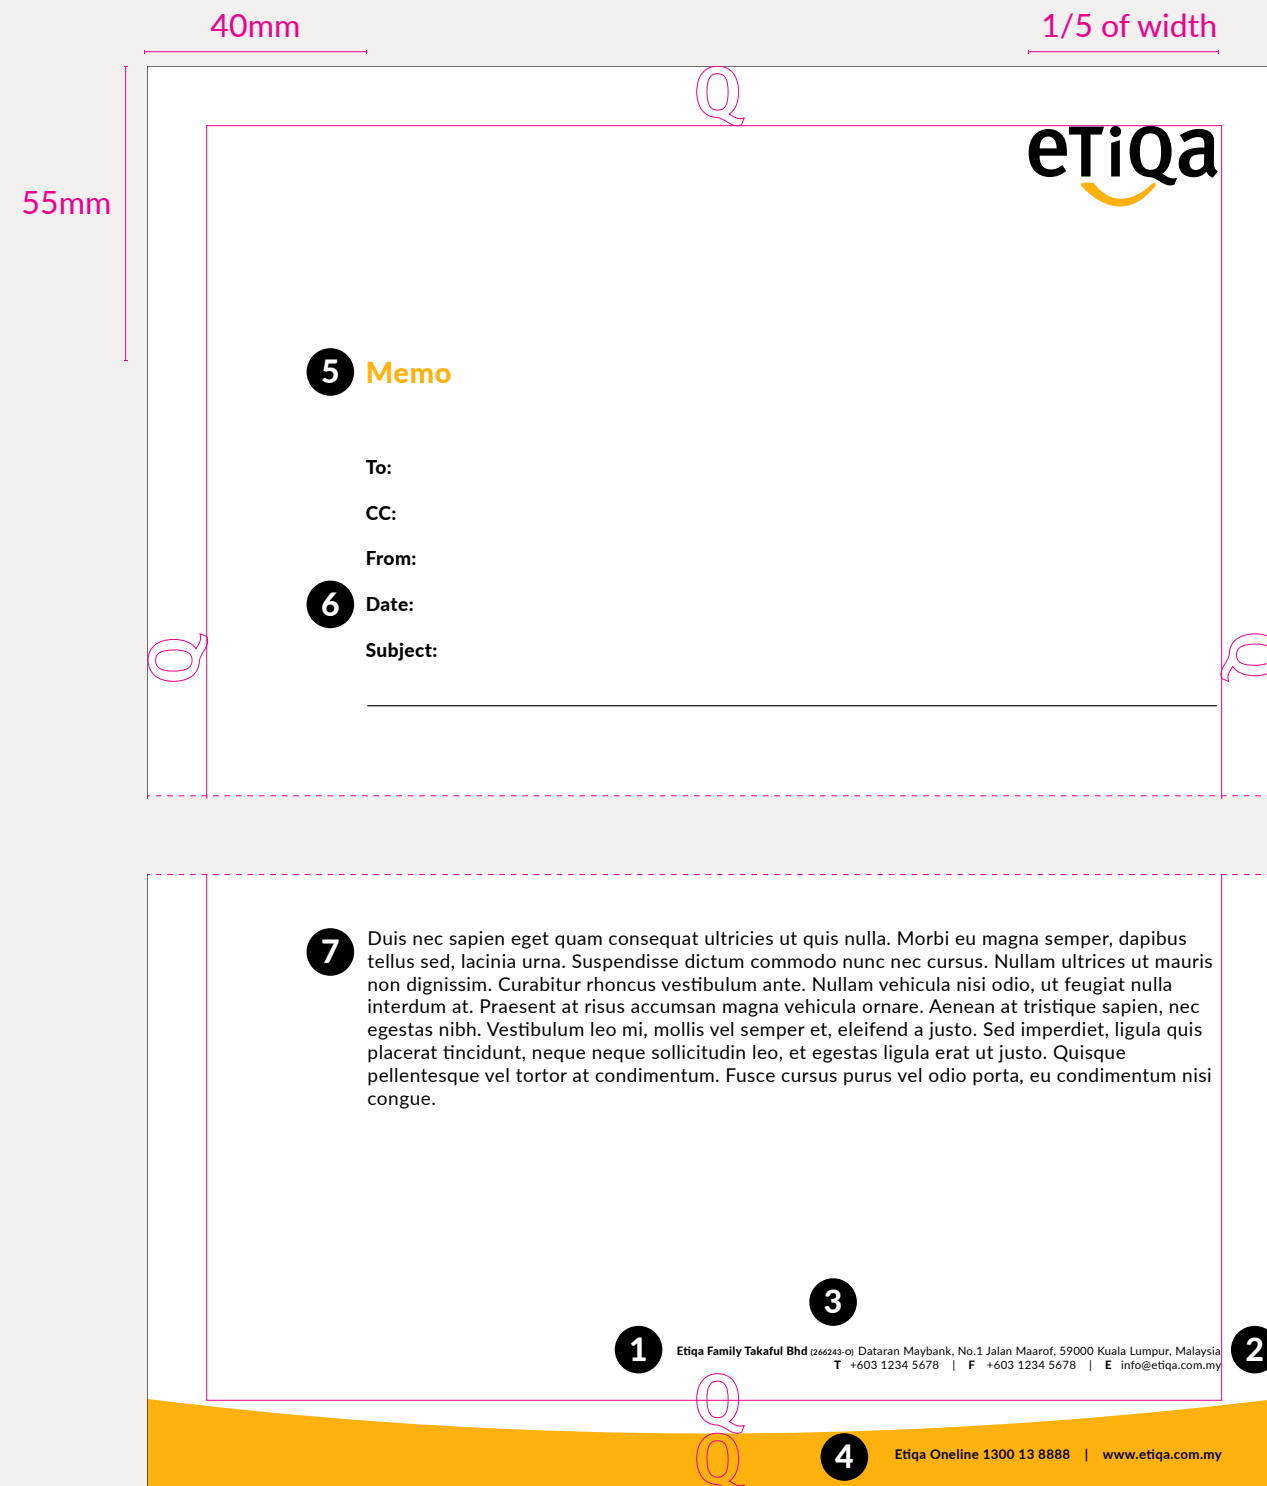 40mm
1/5 of width
Q
eTiQa
55mm
5 Memo
To:
CC:
From:
6 Date:
Subject:
Q
Q
7 Duis nec sapien eget quam consequat ultricies ut quis nulla. Morbi eu magna semper, dapibus
tellus sed, lacinia urna. Suspendisse dictum commodo nunc nec cursus. Nullam ultrices ut mauris
non dignissim. Curabitur rhoncus vestibulum ante. Nullam vehicula nisi odio, ut feugiat nulla
interdum at. Praesent at risus accumsan magna vehicula ornare. Aenean at tristique sapien, nec
egestas nibh. Vestibulum leo mi, mollis vel semper et, eleifend a justo. Sed imperdiet, ligula quis
placerat tincidunt, neque neque sollicitudin leo, et egestas ligula erat ut justo. Quisque
pellentesque vel tortor at condimentum. Fusce cursus purus vel odio porta, eu condimentum nisi
congue.
3
1 Etiqa Family Takaful Bhd (266243-O) Dataran Maybank, No.1 Jalan Maarof, 59000 Kuala Lumpur, Malaysia 2
T +603 1234 5678 | F +603 1234 5678 | E info@etiqa.com.my
Q
Q
4 Etiqa Oneline 1300 13 8888 | www.etiqa.com.my